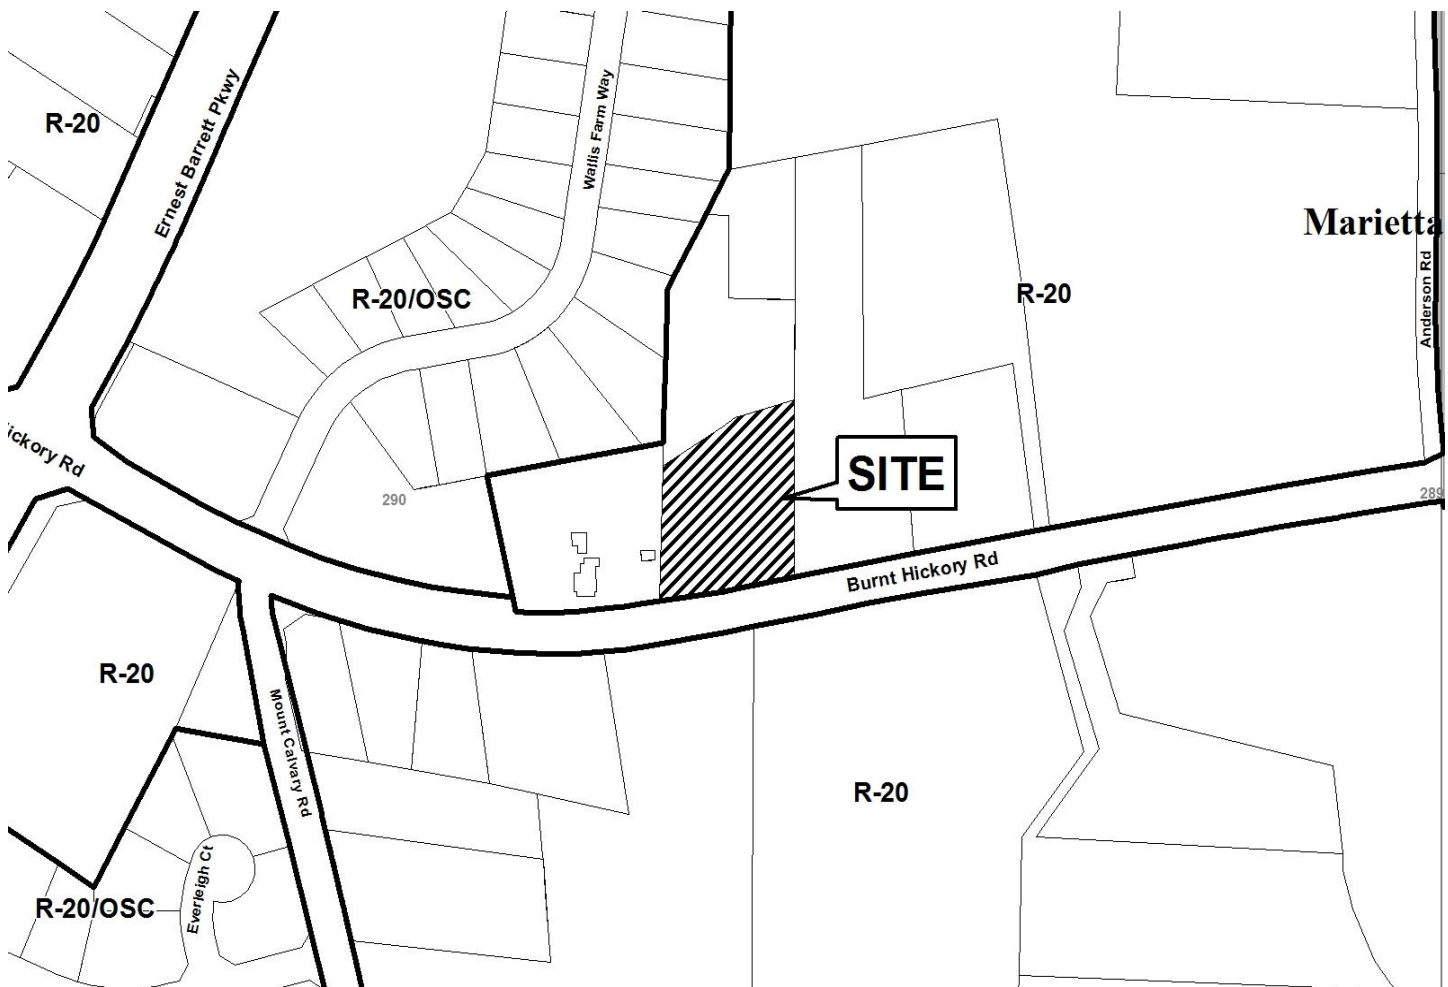 R-20
Ernest Barrett Pkwy
Wallis Farm Way
Marietta
R-20/OSC
R-20
Anderson Rd
ickory Rd
SITE
290
289
Burnt Hickory Rd
R-20
Mount Calvary Rd
R-20
Everleigh Ct
R-20/OSC